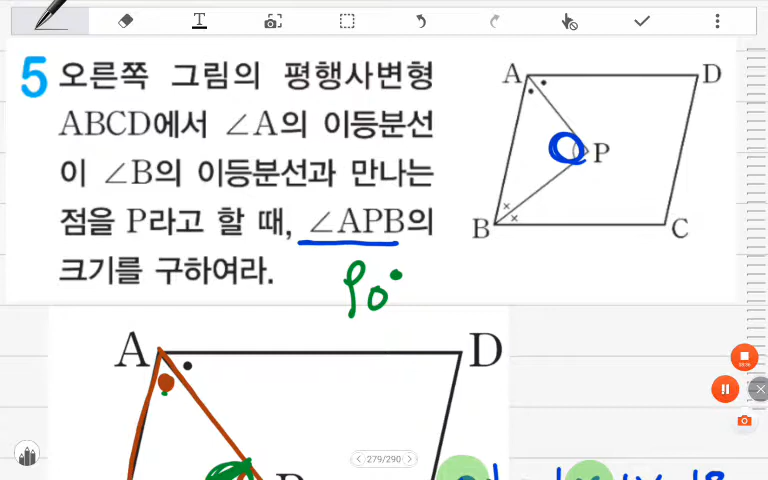 T
5 오른쪽 그림의 평행사변형
ABCD에서 ∠A의 이등분선
이 ∠B의 이등분선과 만나는
점을 P라고 할 때, ∠APB의
크기를 구하여라.
A D
P
B C
90°
A D
279/290